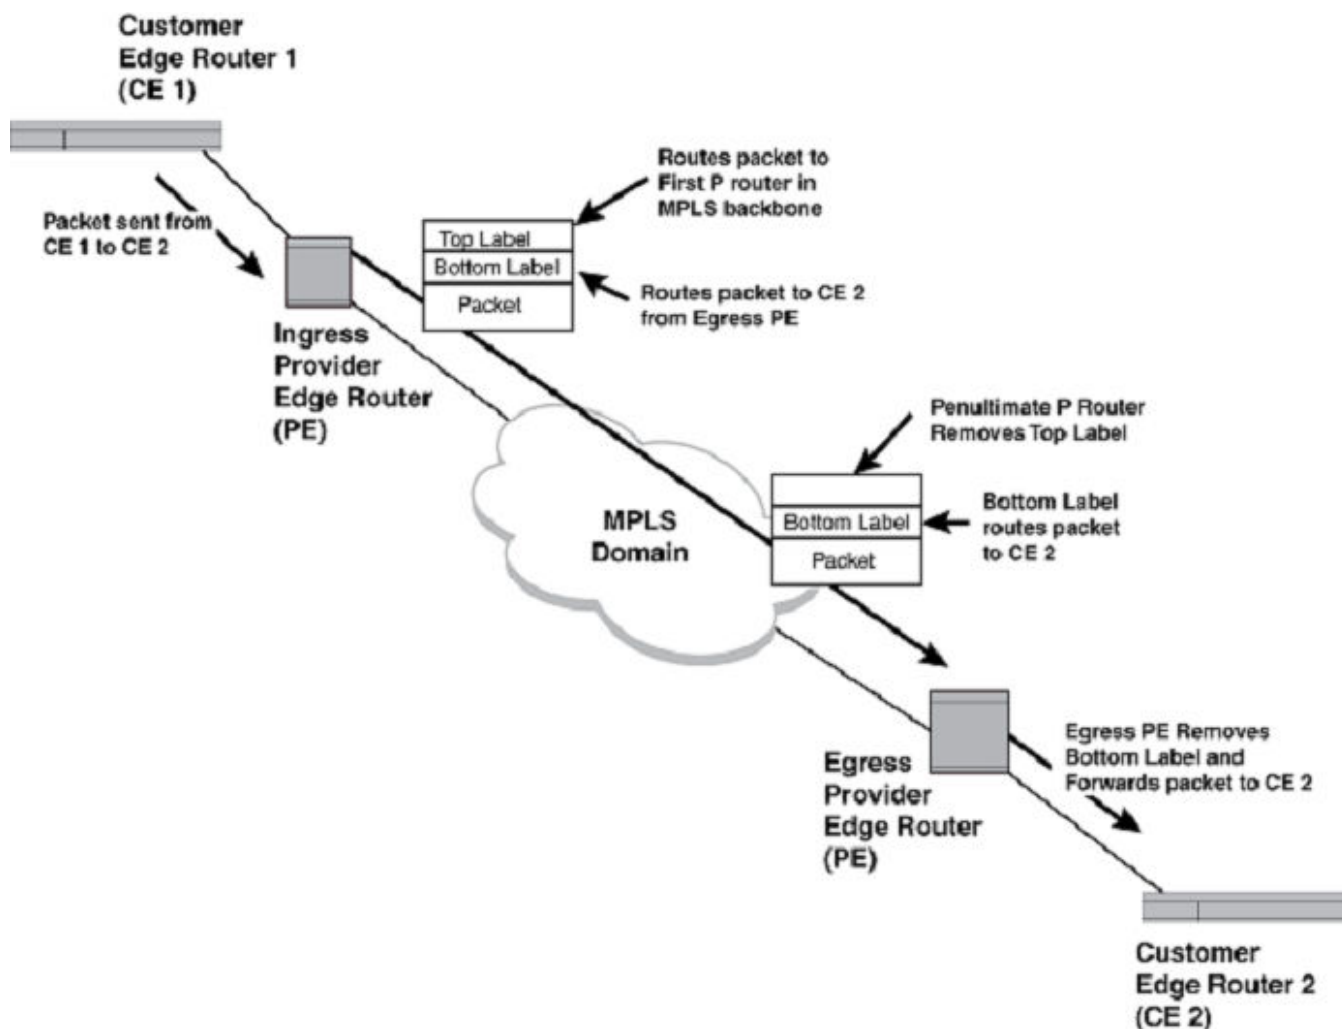 Customer
Edge Router 1
(CE 1)
Packet sent from
CE 1 to CE 2
Routes packet to
First P router in
MPLS backbone
Top Label
Bottom Label
Packet
Routes packet to CE 2
from Egress PE
Ingress
Provider
Edge Router
(PE)
Penultimate P Router
Removes Top Label
MPLS
Domain
Bottom Label
Packet
Bottom Label
routes packet
to CE 2
Egress
Provider
Edge Router
(PE)
Egress PE Removes
Bottom Label and
Forwards packet to CE 2
Customer
Edge Router 2
(CE 2)